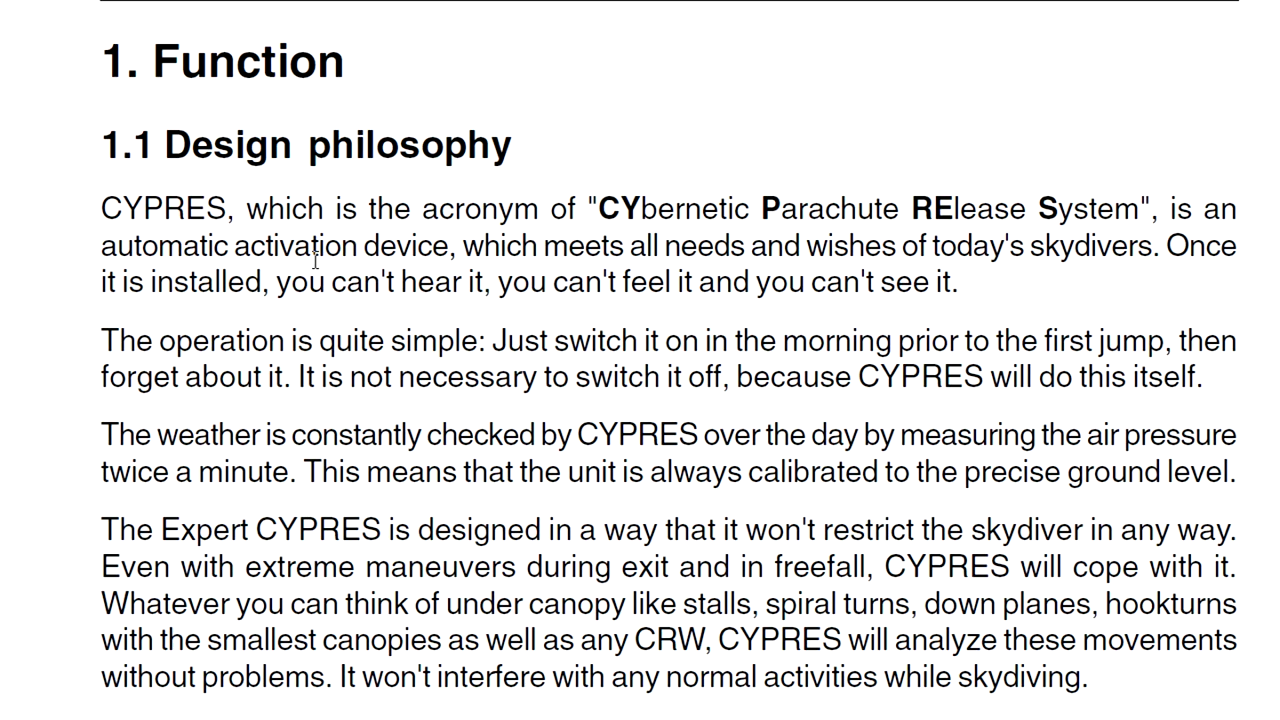 1. Function
1.1 Design philosophy
CYPRES, which is the acronym of "CYbernetic Parachute RElease System", is an
automatic activation device, which meets all needs and wishes of today's skydivers. Once
it is installed, you can't hear it, you can't feel it and you can't see it.
The operation is quite simple: Just switch it on in the morning prior to the first jump, then
forget about it. It is not necessary to switch it off, because CYPRES will do this itself.
The weather is constantly checked by CYPRES over the day by measuring the air pressure
twice a minute. This means that the unit is always calibrated to the precise ground level.
The Expert CYPRES is designed in a way that it won't restrict the skydiver in any way.
Even with extreme maneuvers during exit and in freefall, CYPRES will cope with it.
Whatever you can think of under canopy like stalls, spiral turns, down planes, hookturns
with the smallest canopies as well as any CRW, CYPRES will analyze these movements
without problems. It won't interfere with any normal activities while skydiving.